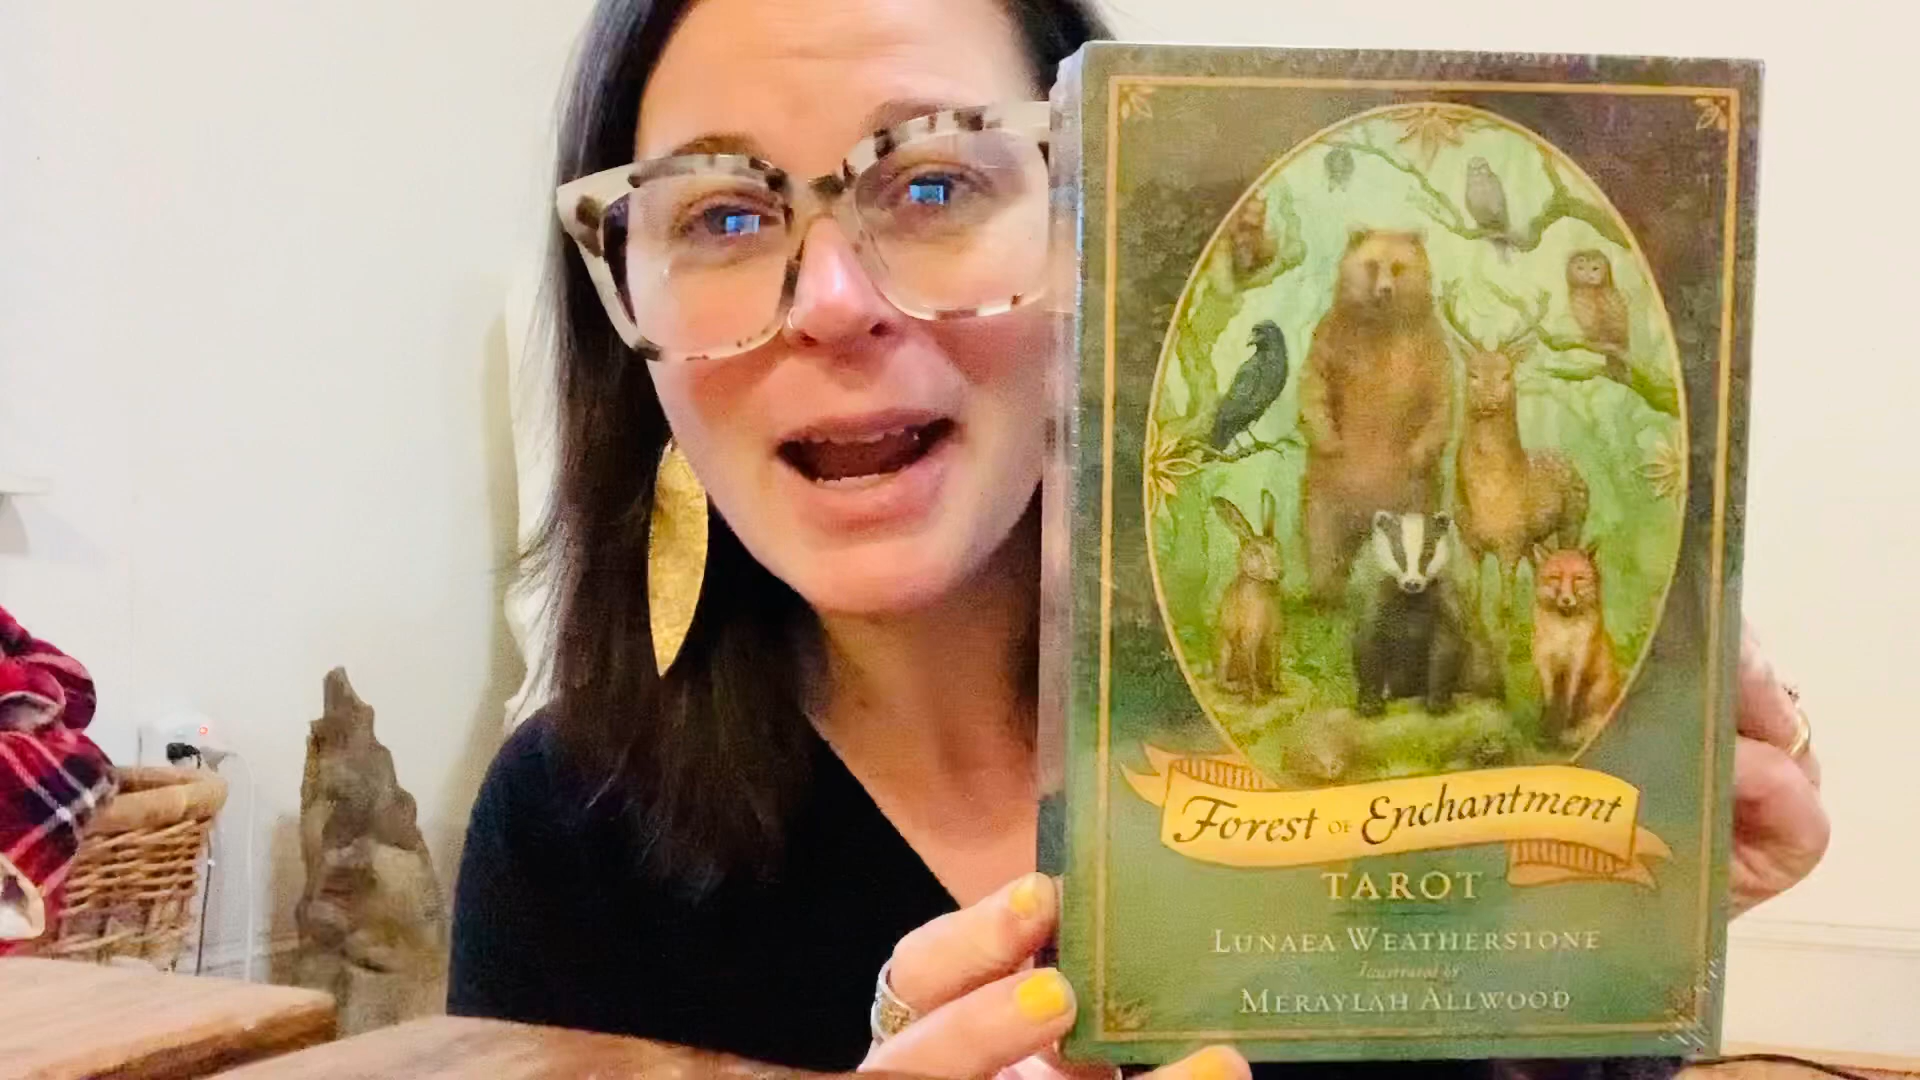 Forest of Enchantment
TAROT
LUNAEA WEATHERSTONE
Illustrated by
MERAYLAH ALLWOOD